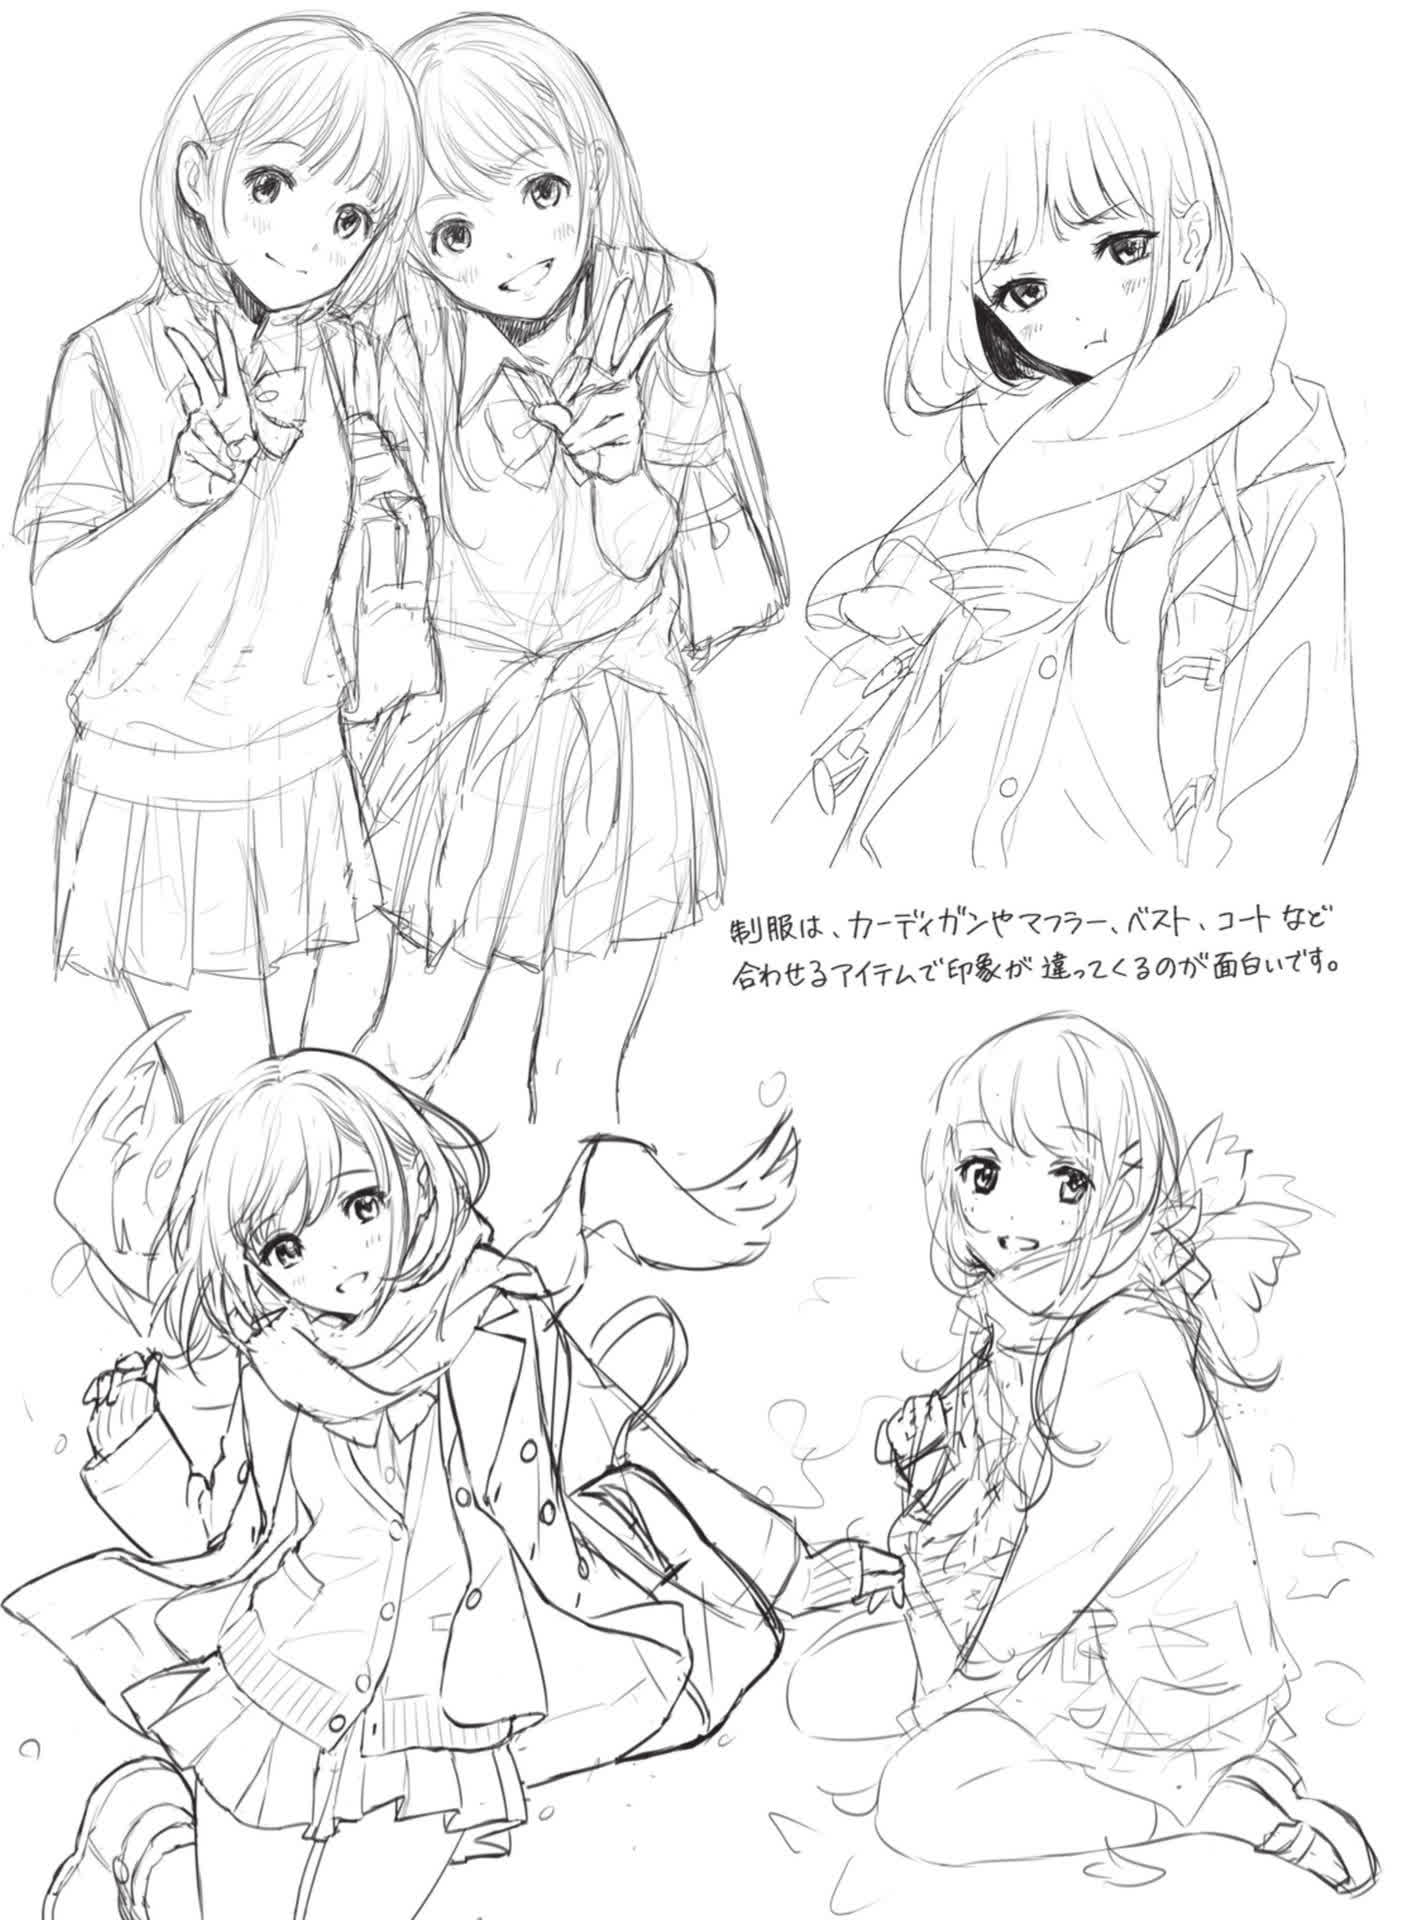 制服は、カーディガンやマフラー、ベスト、コートなど
合わせるアイテムで印象が違ってくるのが面白いです。